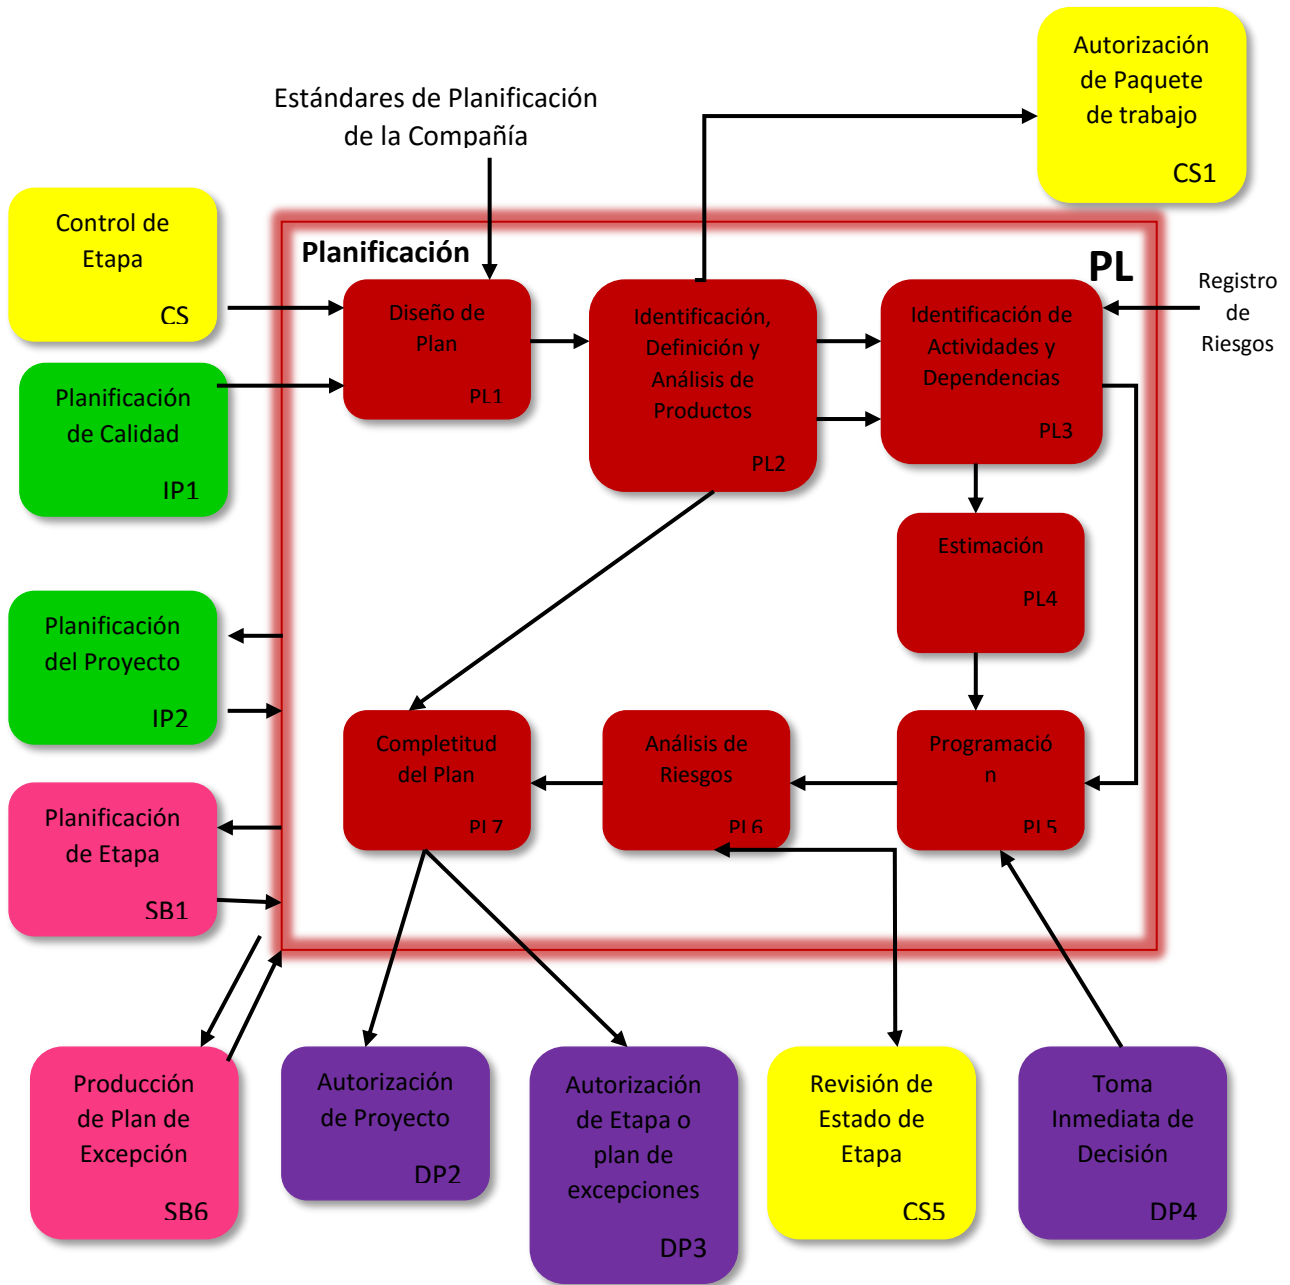 Autorización
de Paquete
de trabajo
CS1
Estándares de Planificación
de la Compañía
Control de
Etapa
CS
Planificación
PL
Registro
de
Riesgos
Diseño de
Plan
PL1
Identificación,
Definición y
Análisis de
Productos
PL2
Identificación de
Actividades y
Dependencias
PL3
Planificación
de Calidad
IP1
Estimación
PL4
Planificación
del Proyecto
IP2
Completitud
del Plan
PL7
Análisis de
Riesgos
PL6
Programació
n
PL5
Planificación
de Etapa
SB1
Producción
de Plan de
Excepción
SB6
Autorización
de Proyecto
DP2
Autorización
de Etapa o
plan de
excepciones
DP3
Revisión de
Estado de
Etapa
CS5
Toma
Inmediata de
Decisión
DP4